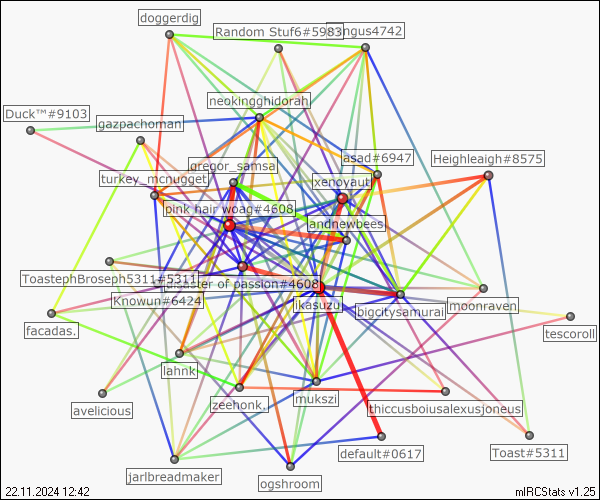 doggerdig
Random Stuf6#5983
ngus4742
neokingghidorah
Duck™#9103
gazpachoman
asad#6947
Heighleaigh#8575
gregor_samsa
turkey_mcnugget
xenoyaut
pink hair woag#4608
landnewbees
ToastephBroseph5311#5311
ster of passion#4608
Knowun#6424
ikasuzu
bigcitysamurai
moonraven
facadas.
tescoroll
lahnk
avelicious
zeehonk.
mukszi
thiccusboiusalexusjoneus
jarlbreadmaker
ogshroom
default#0617
Toast#5311
22.11.2024 12:42
mIRCStats v1.25